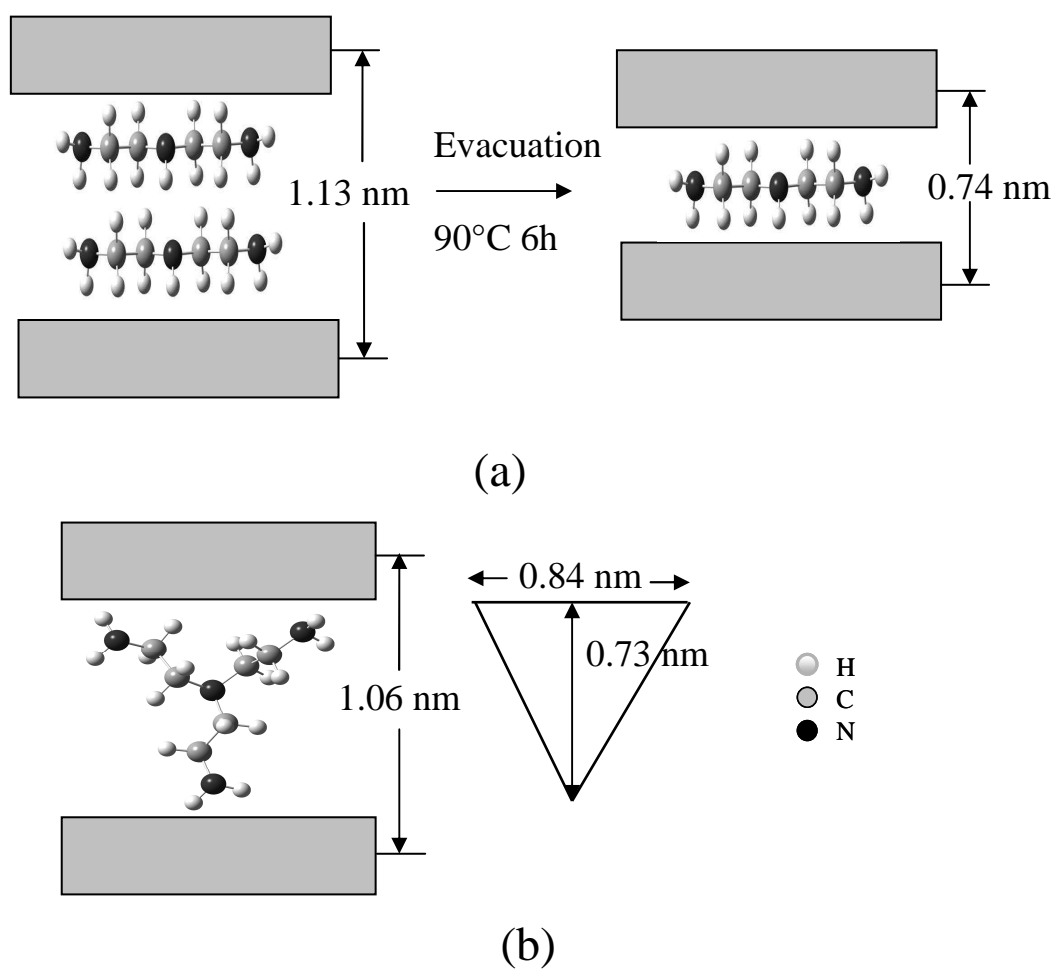 1.13 nm
Evacuation
90°C 6h
0.74 nm
(a)
1.06 nm
0.84 nm
0.73 nm
H
C
N
(b)